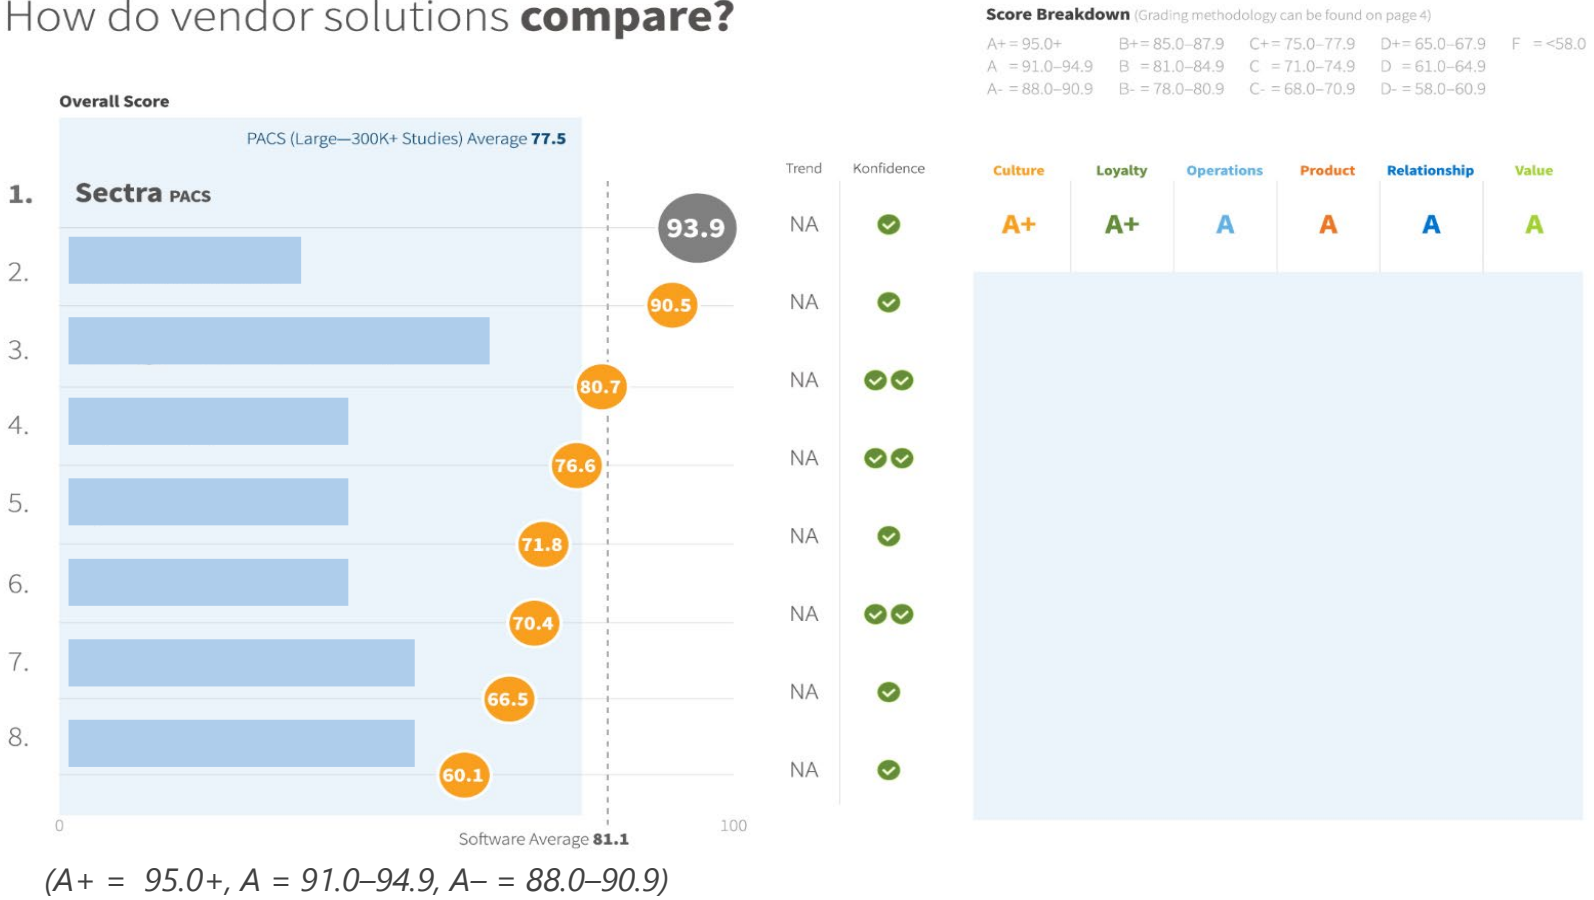 How do vendor solutions compare?
Score Breakdown (Grading methodology can be found on page 4)
A+ = 95.0+ B+ = 85.0–87.9 C+ = 75.0–77.9 D+ = 65.0–67.9 F = <58.0
A = 91.0–94.9 B = 81.0–84.9 C = 71.0–74.9 D = 61.0–64.9
A- = 88.0–90.9 B- = 78.0–80.9 C- = 68.0–70.9 D- = 58.0–60.9
Overall Score
PACS (Large—300K+ Studies) Average 77.5
Trend Konfidence Culture Loyalty Operations Product Relationship Value
1. Sectra PACS
93.9 NA A+ A+ A A A A
2.
90.5 NA
3.
80.7 NA
4.
76.6 NA
5.
71.8 NA
6.
70.4 NA
7.
66.5 NA
8.
60.1 NA
0 100
Software Average 81.1
(A+ = 95.0+, A = 91.0–94.9, A– = 88.0–90.9)